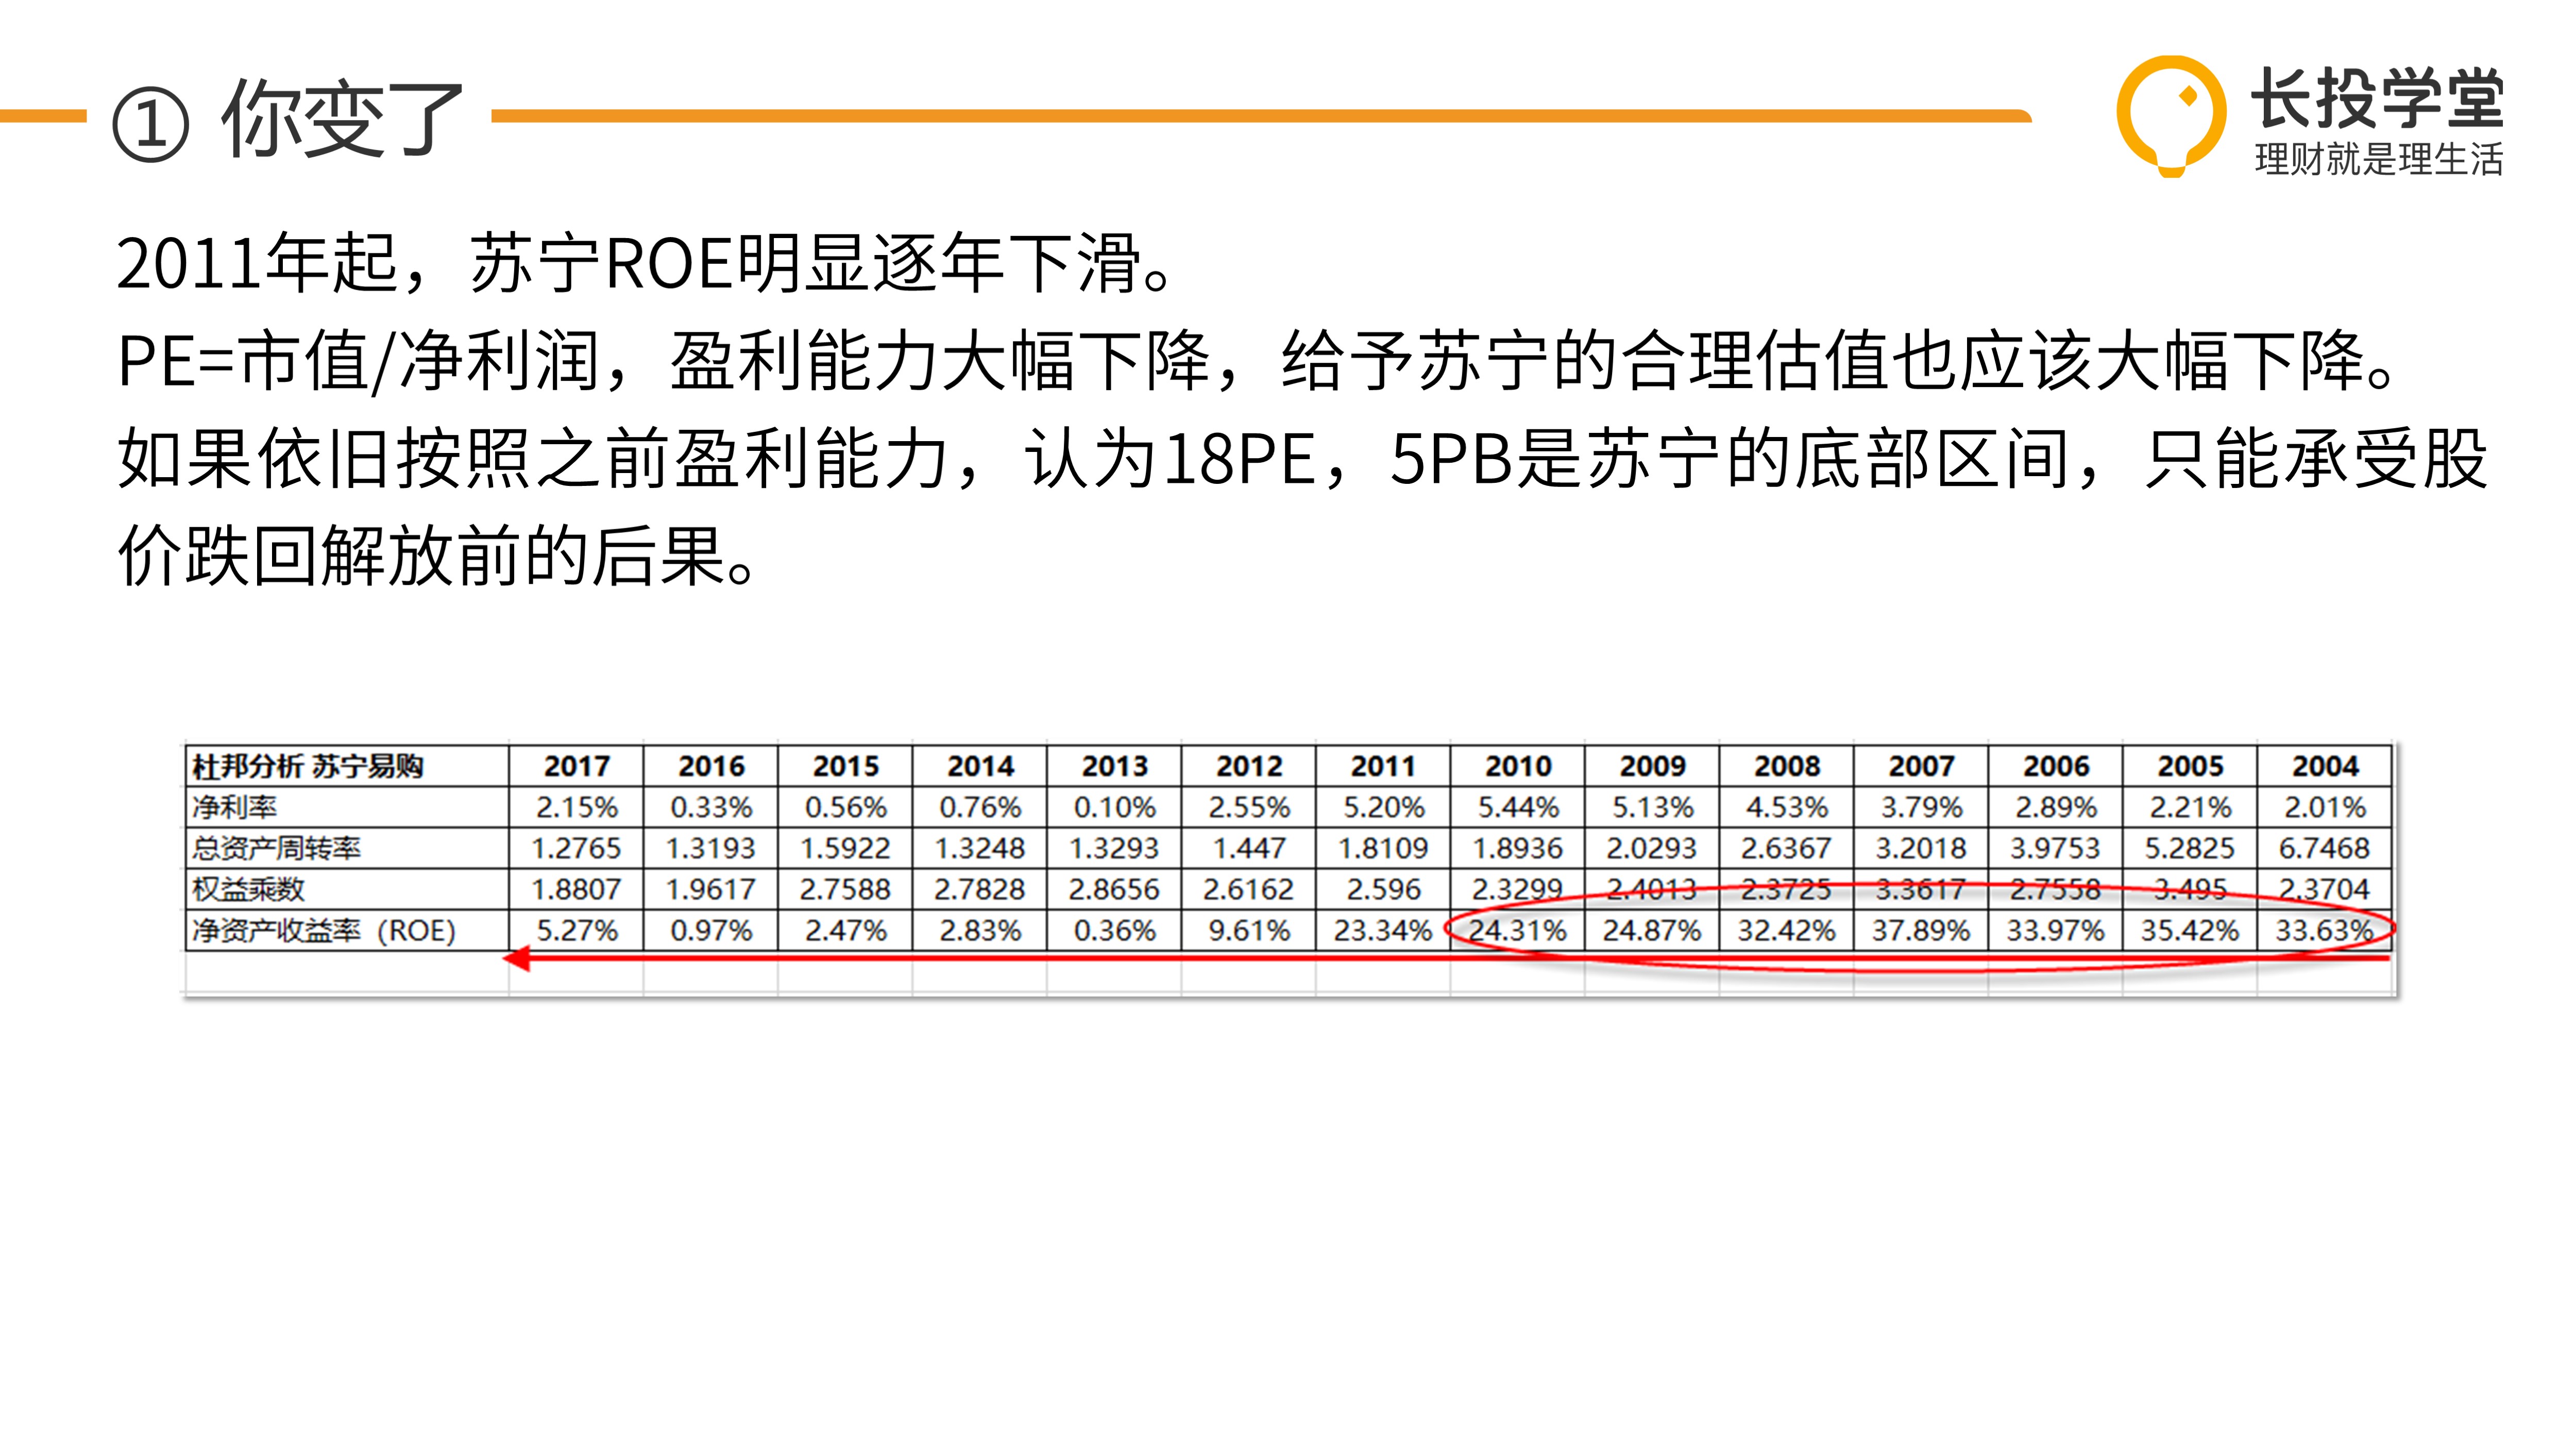 ① 你变了
长投学堂
理财就是理生活
2011年起，苏宁ROE明显逐年下滑。
PE=市值/净利润，盈利能力大幅下降，给予苏宁的合理估值也应该大幅下降。
如果依旧按照之前盈利能力，认为18PE，5PB是苏宁的底部区间，只能承受股
价跌回解放前的后果。
杜邦分析 苏宁易购 2017 2016 2015 2014 2013 2012 2011 2010 2009 2008 2007 2006 2005 2004
净利率 2.15% 0.33% 0.56% 0.76% 0.10% 2.55% 5.20% 5.44% 5.13% 4.53% 3.79% 2.89% 2.21% 2.01%
总资产周转率 1.2765 1.3193 1.5922 1.3248 1.3293 1.447 1.8109 1.8936 2.0293 2.6367 3.2018 3.9753 5.2825 6.7468
权益乘数 1.8807 1.9617 2.7588 2.7828 2.8656 2.6162 2.596 2.3299 2.4013 2.3725 3.3617 2.7558 3.495 2.3704
净资产收益率（ROE） 5.27% 0.97% 2.47% 2.83% 0.36% 9.61% 23.34% 24.31% 24.87% 32.42% 37.89% 33.97% 35.42% 33.63%